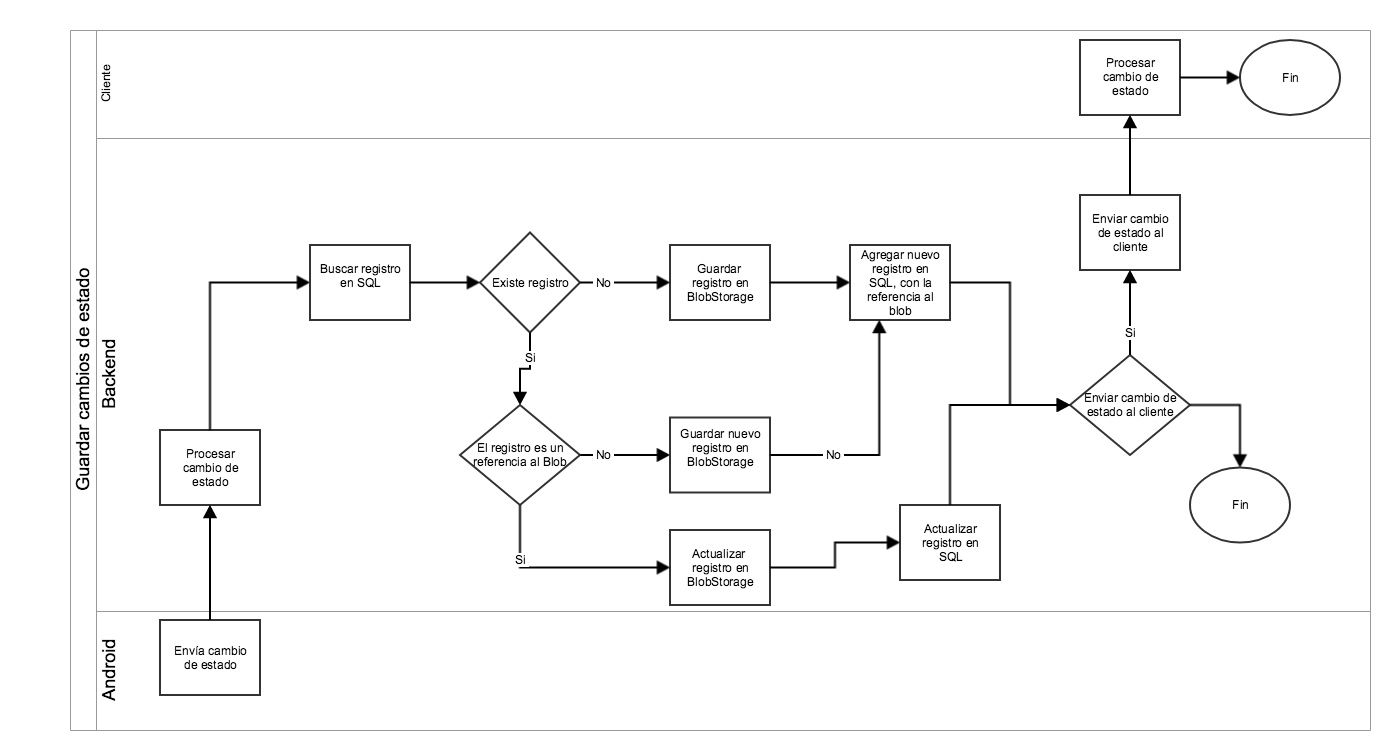 Guardar cambios de estado
Cliente
Procesar
cambio de
estado
Fin
Backend
Enviar cambio
de estado al
cliente
Si
Buscar registro
en SQL
Existe registro
No
Guardar
registro en
BlobStorage
Agregar nuevo
registro en
SQL, con la
referencia al
blob
Si
Enviar cambio de
estado al cliente
El registro es un
referencia al Blob
No
Guardar nuevo
registro en
BlobStorage
No
Procesar
cambio de
estado
Fin
Si
Actualizar
registro en
BlobStorage
Actualizar
registro en
SQL
Android
Envía cambio
de estado